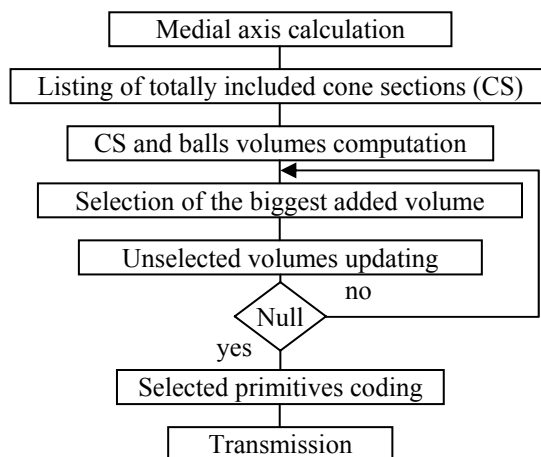 Medial axis calculation
Listing of totally included cone sections (CS)
CS and balls volumes computation
Selection of the biggest added volume
Unselected volumes updating
no
Null
yes
Selected primitives coding
Transmission